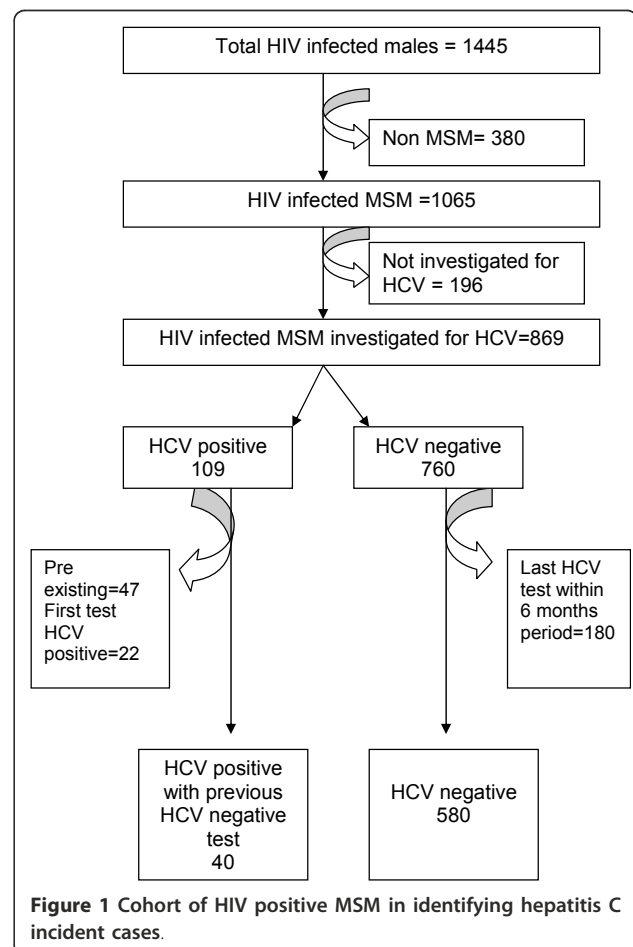 Total HIV infected males = 1445
Non MSM= 380
HIV infected MSM =1065
Not investigated for
HCV = 196
HIV infected MSM investigated for HCV=869
HCV positive
109
HCV negative
760
Pre
existing=47
First test
HCV
positive=22
Last HCV
test within
6 months
period=180
HCV positive
with previous
HCV negative
test
40
HCV negative
580
Figure 1 Cohort of HIV positive MSM in identifying hepatitis C
incident cases.